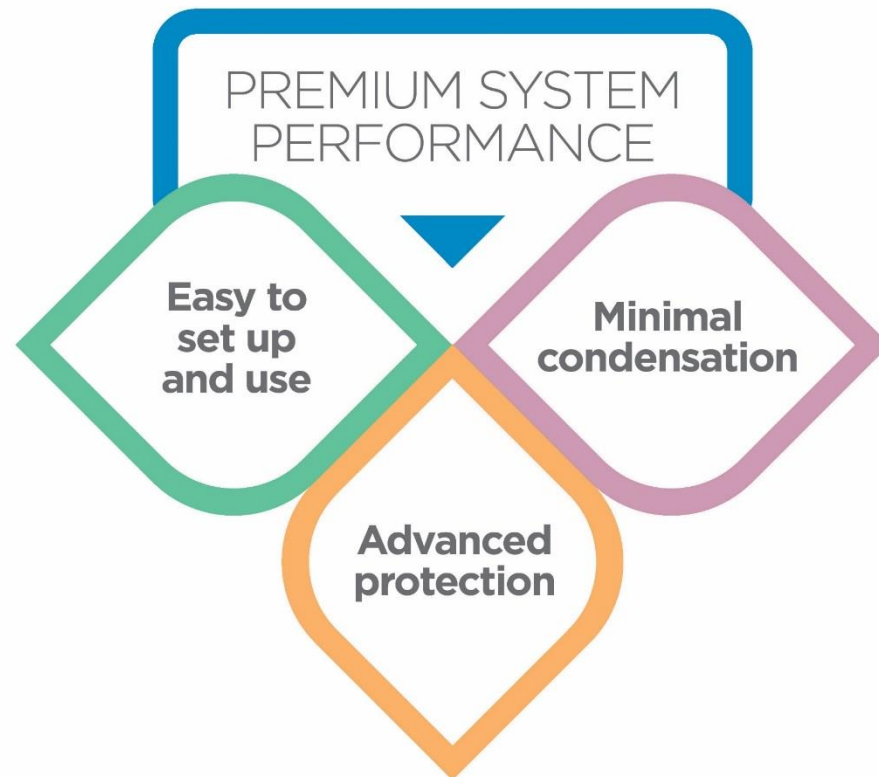 PREMIUM SYSTEM
PERFORMANCE
Easy to
set up
and use
Minimal
condensation
Advanced
protection